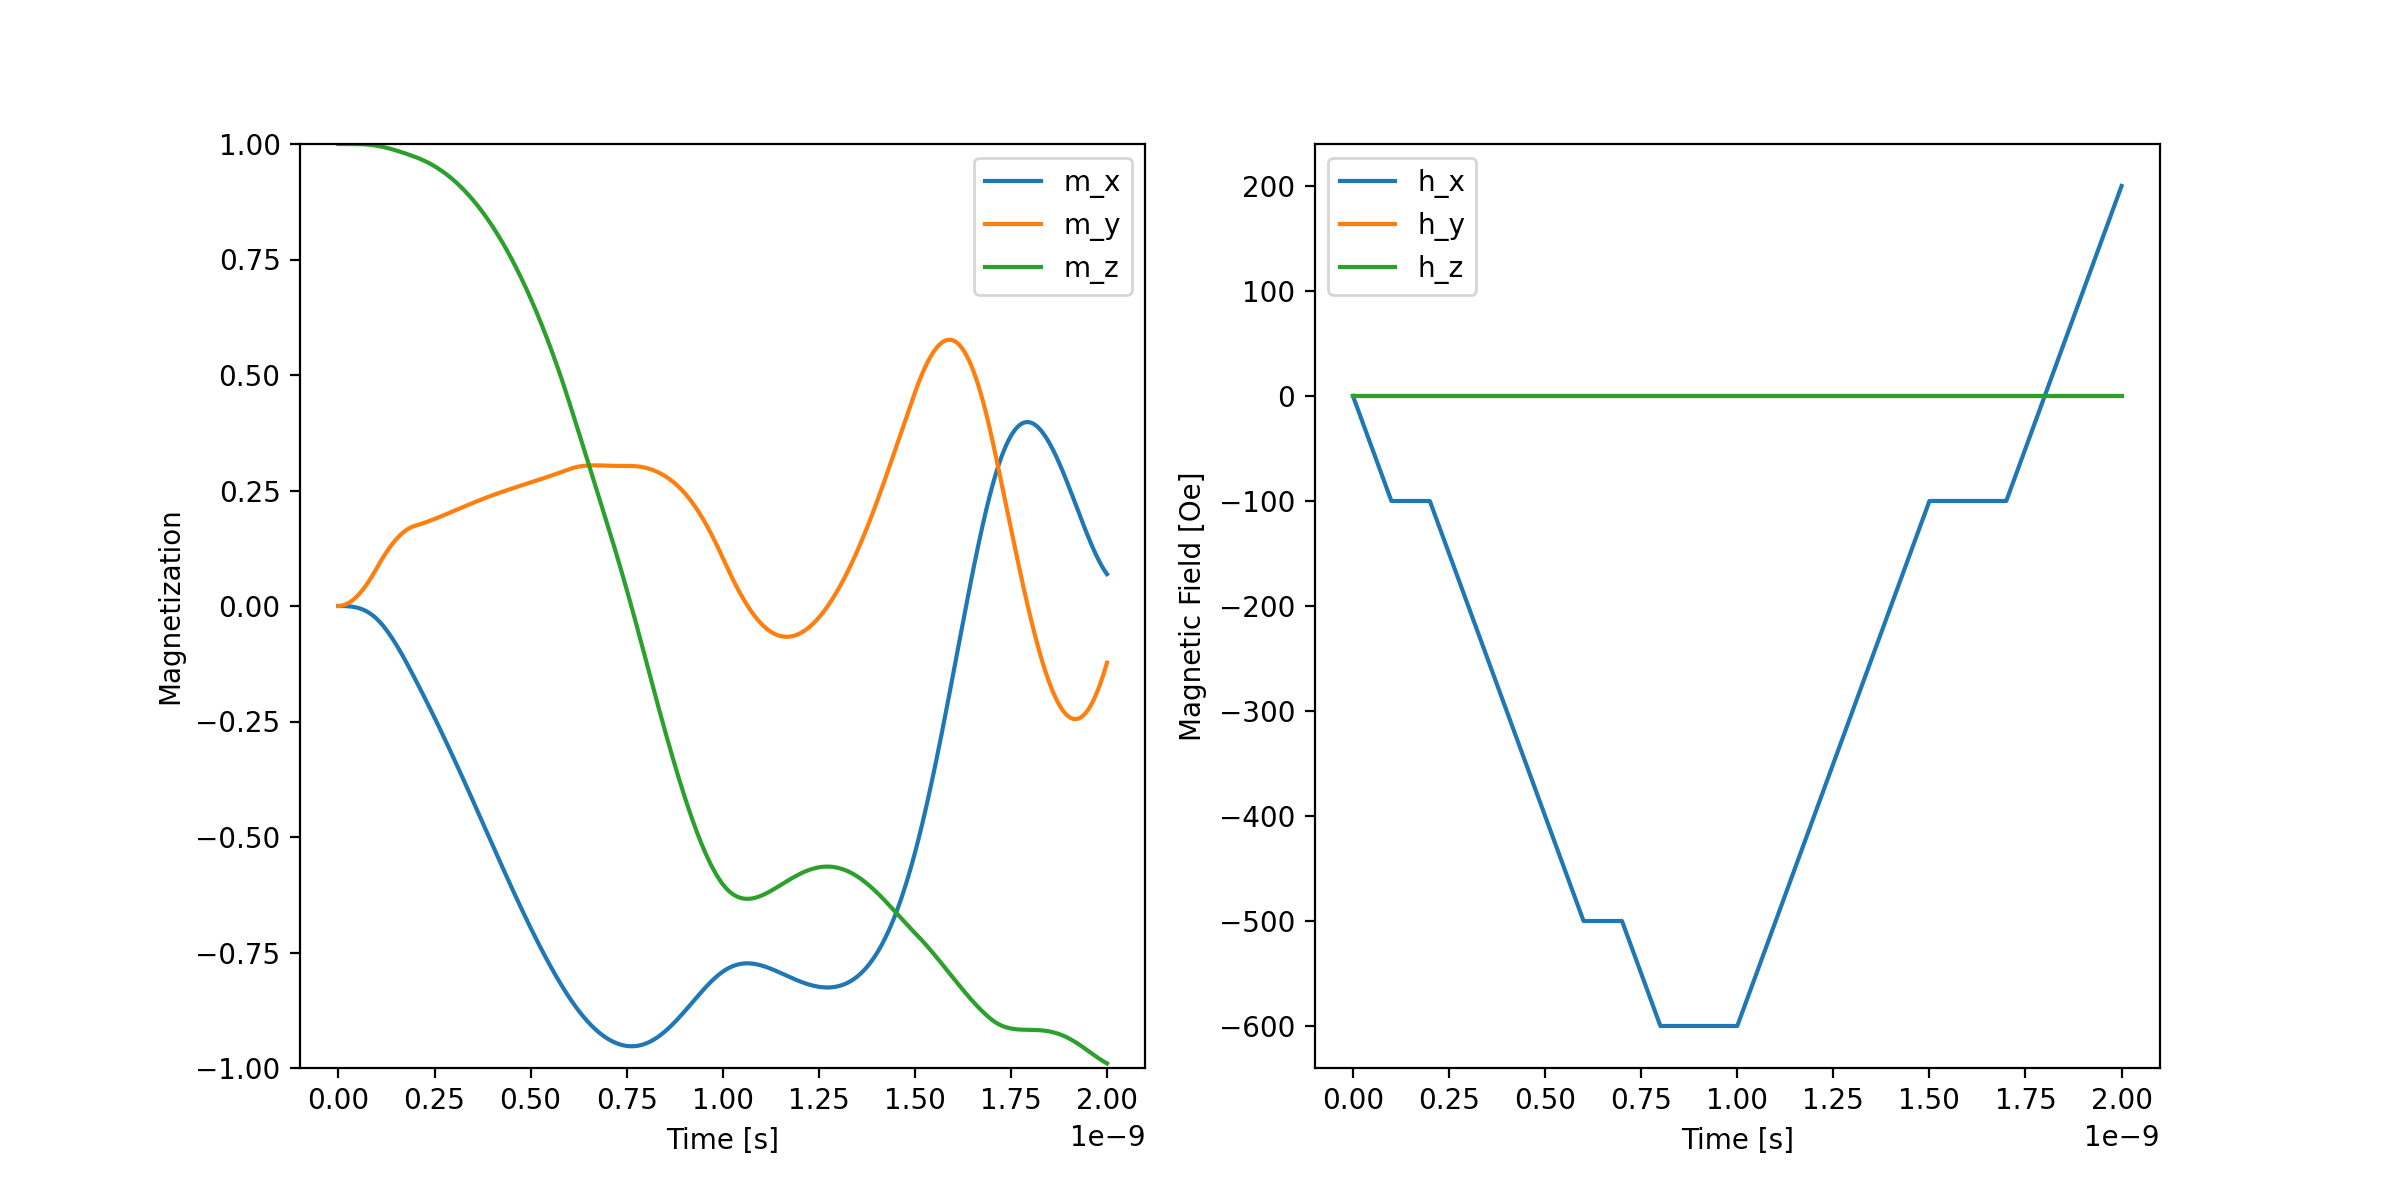 1.00
0.75
0.50
0.25
0.00
−0.25
−0.50
−0.75
−1.00
Magnetization
m_x
m_y
m_z
0.00 0.25 0.50 0.75 1.00 1.25 1.50 1.75 2.00
Time [s]
1e−9
200
100
0
−100
−200
−300
−400
−500
−600
Magnetic Field [Oe]
h_x
h_y
h_z
0.00 0.25 0.50 0.75 1.00 1.25 1.50 1.75 2.00
Time [s]
1e−9